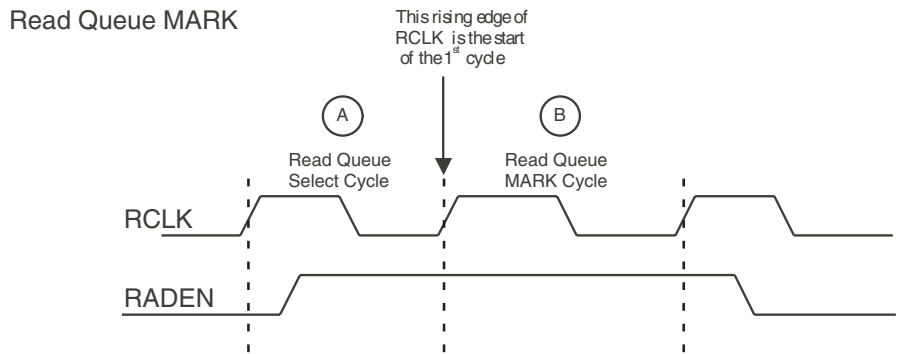 Read Queue MARK
This rising edge of
RCLK is the start
of the 1st cycle
A
B
Read Queue
Select Cycle
Read Queue
MARK Cycle
RCLK
RADEN